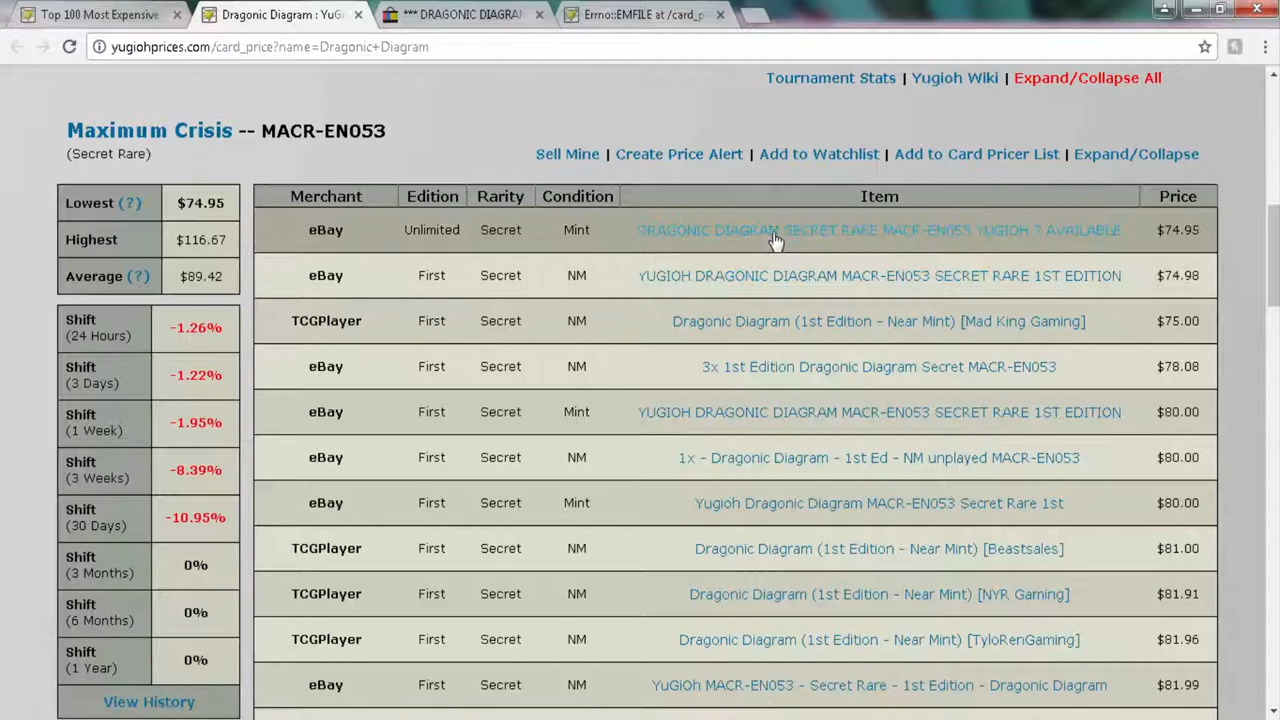 Top 100 Most Expensive
Dragonic Diagram : YuGi
*** DRAGONIC DIAGRAM
Errno::EMFILE at /card_p
yugiohprices.com/card_price?name=Dragonic+Diagram
Tournament Stats | Yugioh Wiki | Expand/Collapse All
Maximum Crisis -- MACR-EN053
(Secret Rare)
Sell Mine | Create Price Alert | Add to Watchlist | Add to Card Pricer List | Expand/Collapse
Lowest (?) $74.95
Highest $116.67
Average (?) $89.42
Shift (24 Hours) -1.26%
Shift (3 Days) -1.22%
Shift (1 Week) -1.95%
Shift (3 Weeks) -8.39%
Shift (30 Days) -10.95%
Shift (3 Months) 0%
Shift (6 Months) 0%
Shift (1 Year) 0%
View History
Merchant Edition Rarity Condition Item Price
eBay Unlimited Secret Mint DRAGONIC DIAGRAM SECRET RARE MACR-EN053 YUGIOH ? AVAILABLE $74.95
eBay First Secret NM YUGIOH DRAGONIC DIAGRAM MACR-EN053 SECRET RARE 1ST EDITION $74.98
TCGPlayer First Secret NM Dragonic Diagram (1st Edition - Near Mint) [Mad King Gaming] $75.00
eBay First Secret NM 3x 1st Edition Dragonic Diagram Secret MACR-EN053 $78.08
eBay First Secret Mint YUGIOH DRAGONIC DIAGRAM MACR-EN053 SECRET RARE 1ST EDITION $80.00
eBay First Secret NM 1x - Dragonic Diagram - 1st Ed - NM unplayed MACR-EN053 $80.00
eBay First Secret Mint Yugioh Dragonic Diagram MACR-EN053 Secret Rare 1st $80.00
TCGPlayer First Secret NM Dragonic Diagram (1st Edition - Near Mint) [Beastsales] $81.00
TCGPlayer First Secret NM Dragonic Diagram (1st Edition - Near Mint) [NYR Gaming] $81.91
TCGPlayer First Secret NM Dragonic Diagram (1st Edition - Near Mint) [TyloRenGaming] $81.96
eBay First Secret NM YuGiOh MACR-EN053 - Secret Rare - 1st Edition - Dragonic Diagram $81.99